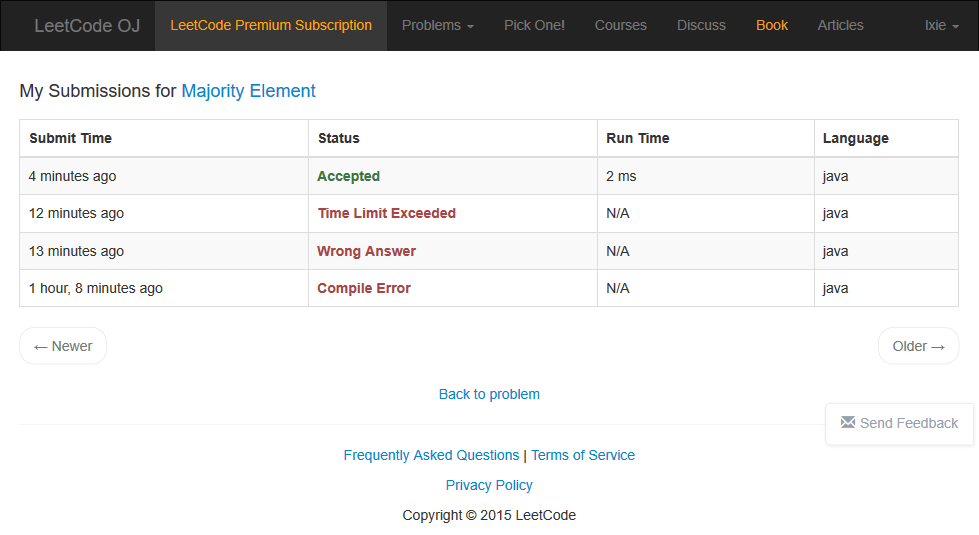 LeetCode OJ LeetCode Premium Subscription Problems Pick One! Courses Discuss Book Articles Ixie
My Submissions for Majority Element
Submit Time Status Run Time Language
4 minutes ago Accepted 2 ms java
12 minutes ago Time Limit Exceeded N/A java
13 minutes ago Wrong Answer N/A java
1 hour, 8 minutes ago Compile Error N/A java
← Newer Older →
Back to problem
Send Feedback
Frequently Asked Questions | Terms of Service
Privacy Policy
Copyright © 2015 LeetCode